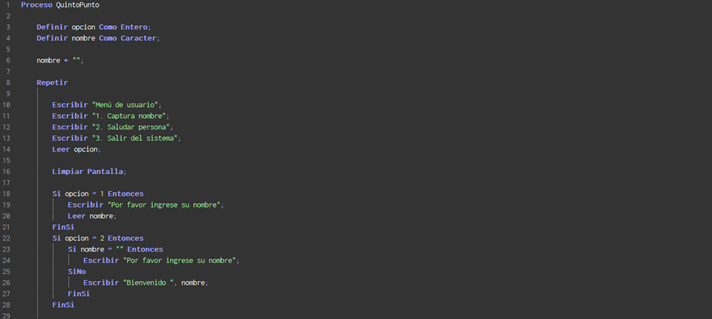 1 Proceso QuintoPunto
2
3 Definir opcion Como Entero;
4 Definir nombre Como Caracter;
5
6 nombre ← "";
7
8 Repetir
9
10 Escribir "Menú de usuario";
11 Escribir "1. Captura nombre";
12 Escribir "2. Saludar persona";
13 Escribir "3. Salir del sistema";
14 Leer opcion;
15
16 Limpiar Pantalla;
17
18 Si opcion = 1 Entonces
19 Escribir "Por favor ingrese su nombre";
20 Leer nombre;
21 FinSi
22 Si opcion = 2 Entonces
23 Si nombre = "" Entonces
24 Escribir "Por favor ingrese su nombre";
25 SiNo
26 Escribir "Bienvenido ", nombre;
27 FinSi
28 FinSi
29